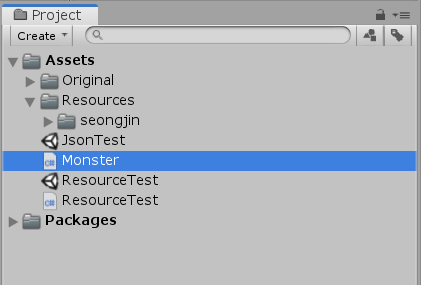 Project
Create
Assets
Original
Resources
seongjin
JsonTest
Monster
ResourceTest
ResourceTest
Packages